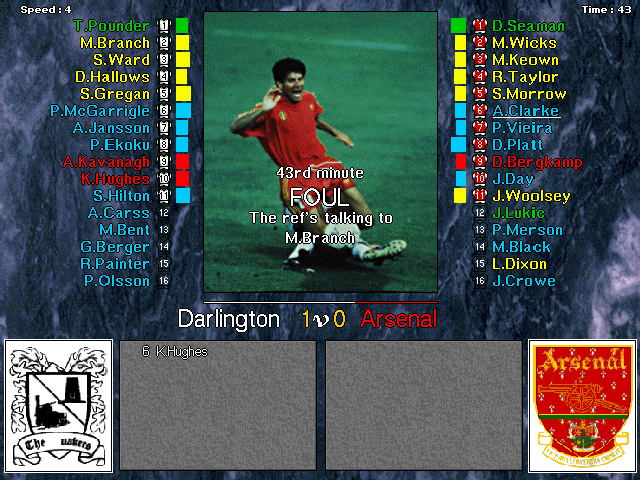 Speed : 4
Time : 43
T.Pounder 1
M.Branch 2
S.Ward 3
D.Hallows 4
S.Gregan 5
P.McGarrigle 6
A.Jansson 7
P.Ekoku 8
A.Kavanagh 9
K.Hughes 10
S.Hilton 11
A.Carss 12
M.Bent 13
G.Berger 14
R.Painter 15
P.Olsson 16
43rd minute
FOUL
The ref's talking to
M.Branch
1 D.Seaman
2 M.Wicks
3 M.Keown
4 R.Taylor
5 S.Morrow
6 A.Clarke
7 P.Vieira
8 D.Platt
9 D.Bergkamp
10 J.Day
11 J.Woolsey
12 J.Lukic
13 P.Merson
14 M.Black
15 L.Dixon
16 J.Crowe
Darlington 1 v 0 Arsenal
6 K.Hughes
The uakers
Arsenal